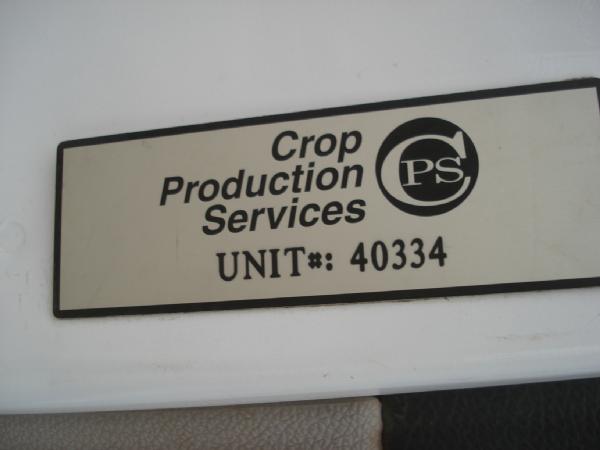 Crop
Production
Services
CPS
UNIT#: 40334